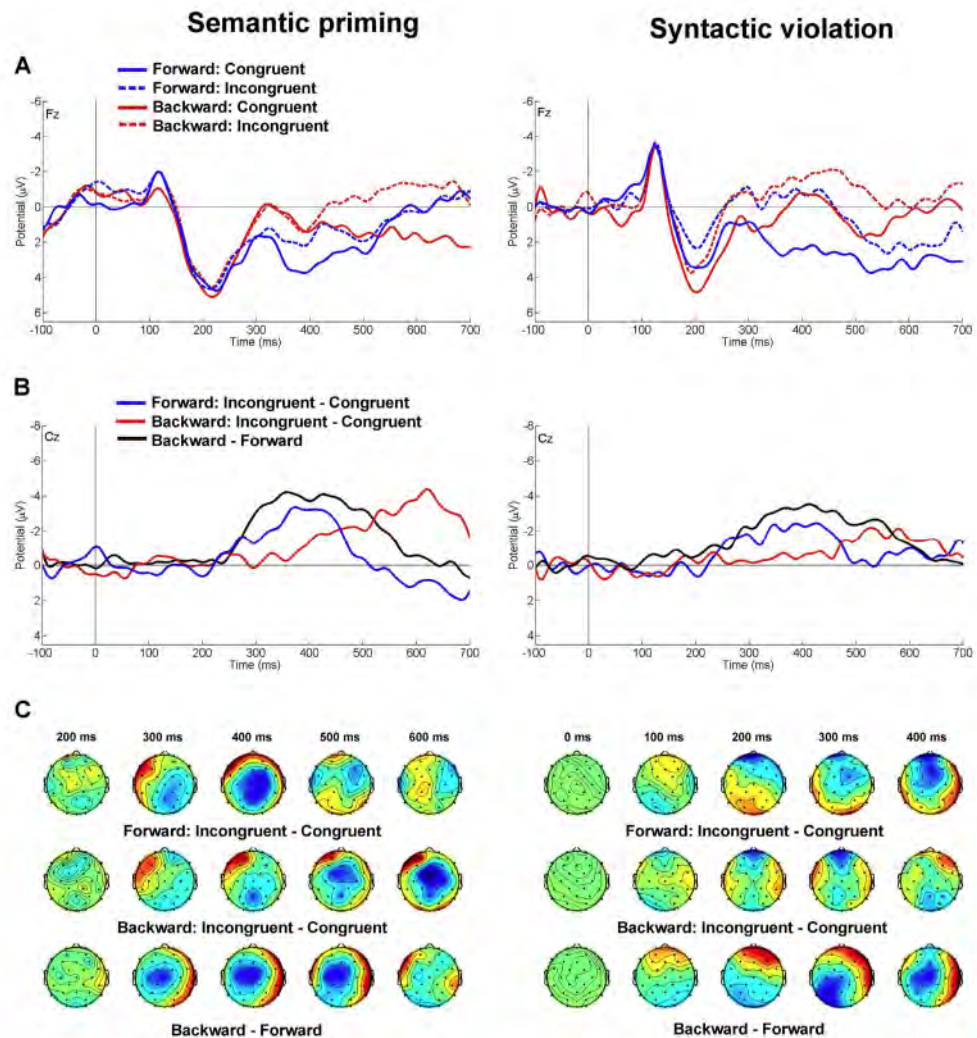 Semantic priming
Syntactic violation
A
Forward: Congruent
Forward: Incongruent
Backward: Congruent
Backward: Incongruent
-6
-4
-2
0
2
4
6
Fz
Potential (µV)
-100 0 100 200 300 400 500 600 700
Time (ms)
-6
-4
-2
0
2
4
6
Fz
Potential (µV)
-100 0 100 200 300 400 500 600 700
Time (ms)
B
Forward: Incongruent - Congruent
Backward: Incongruent - Congruent
Backward - Forward
-8
-6
-4
-2
0
2
4
Cz
Potential (µV)
-100 0 100 200 300 400 500 600 700
Time (ms)
-8
-6
-4
-2
0
2
4
Cz
Potential (µV)
-100 0 100 200 300 400 500 600 700
Time (ms)
C
200 ms 300 ms 400 ms 500 ms 600 ms
Forward: Incongruent - Congruent
Backward: Incongruent - Congruent
Backward - Forward
0 ms 100 ms 200 ms 300 ms 400 ms
Forward: Incongruent - Congruent
Backward: Incongruent - Congruent
Backward - Forward